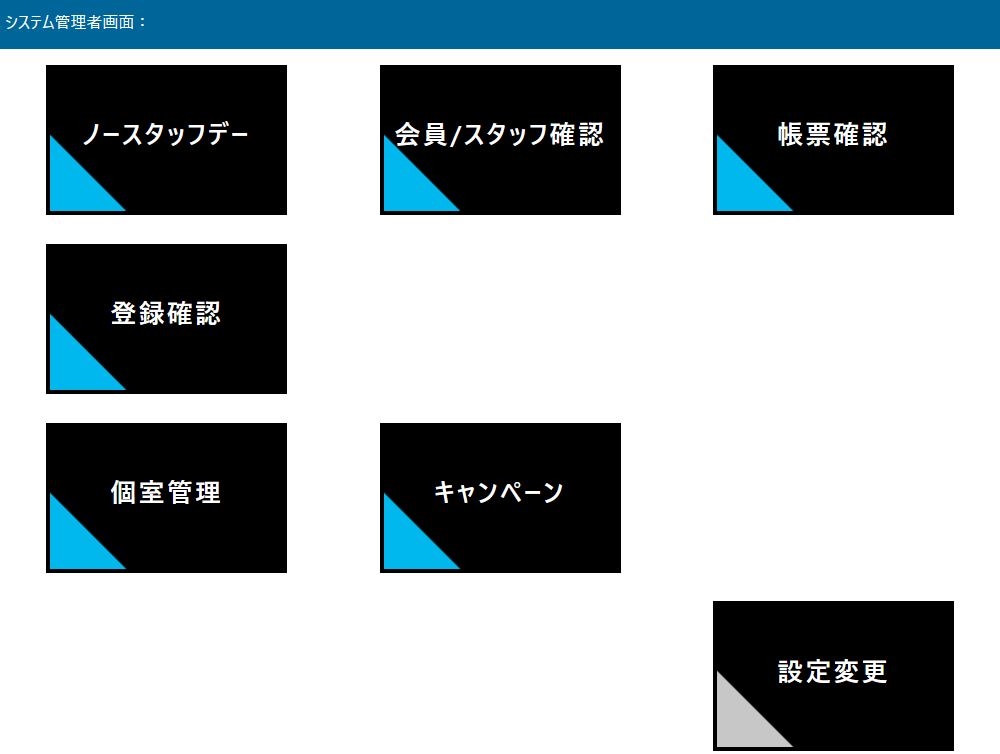 システム管理者画面：
ノースタッフデー
会員/スタッフ確認
帳票確認
登録確認
個室管理
キャンペーン
設定変更